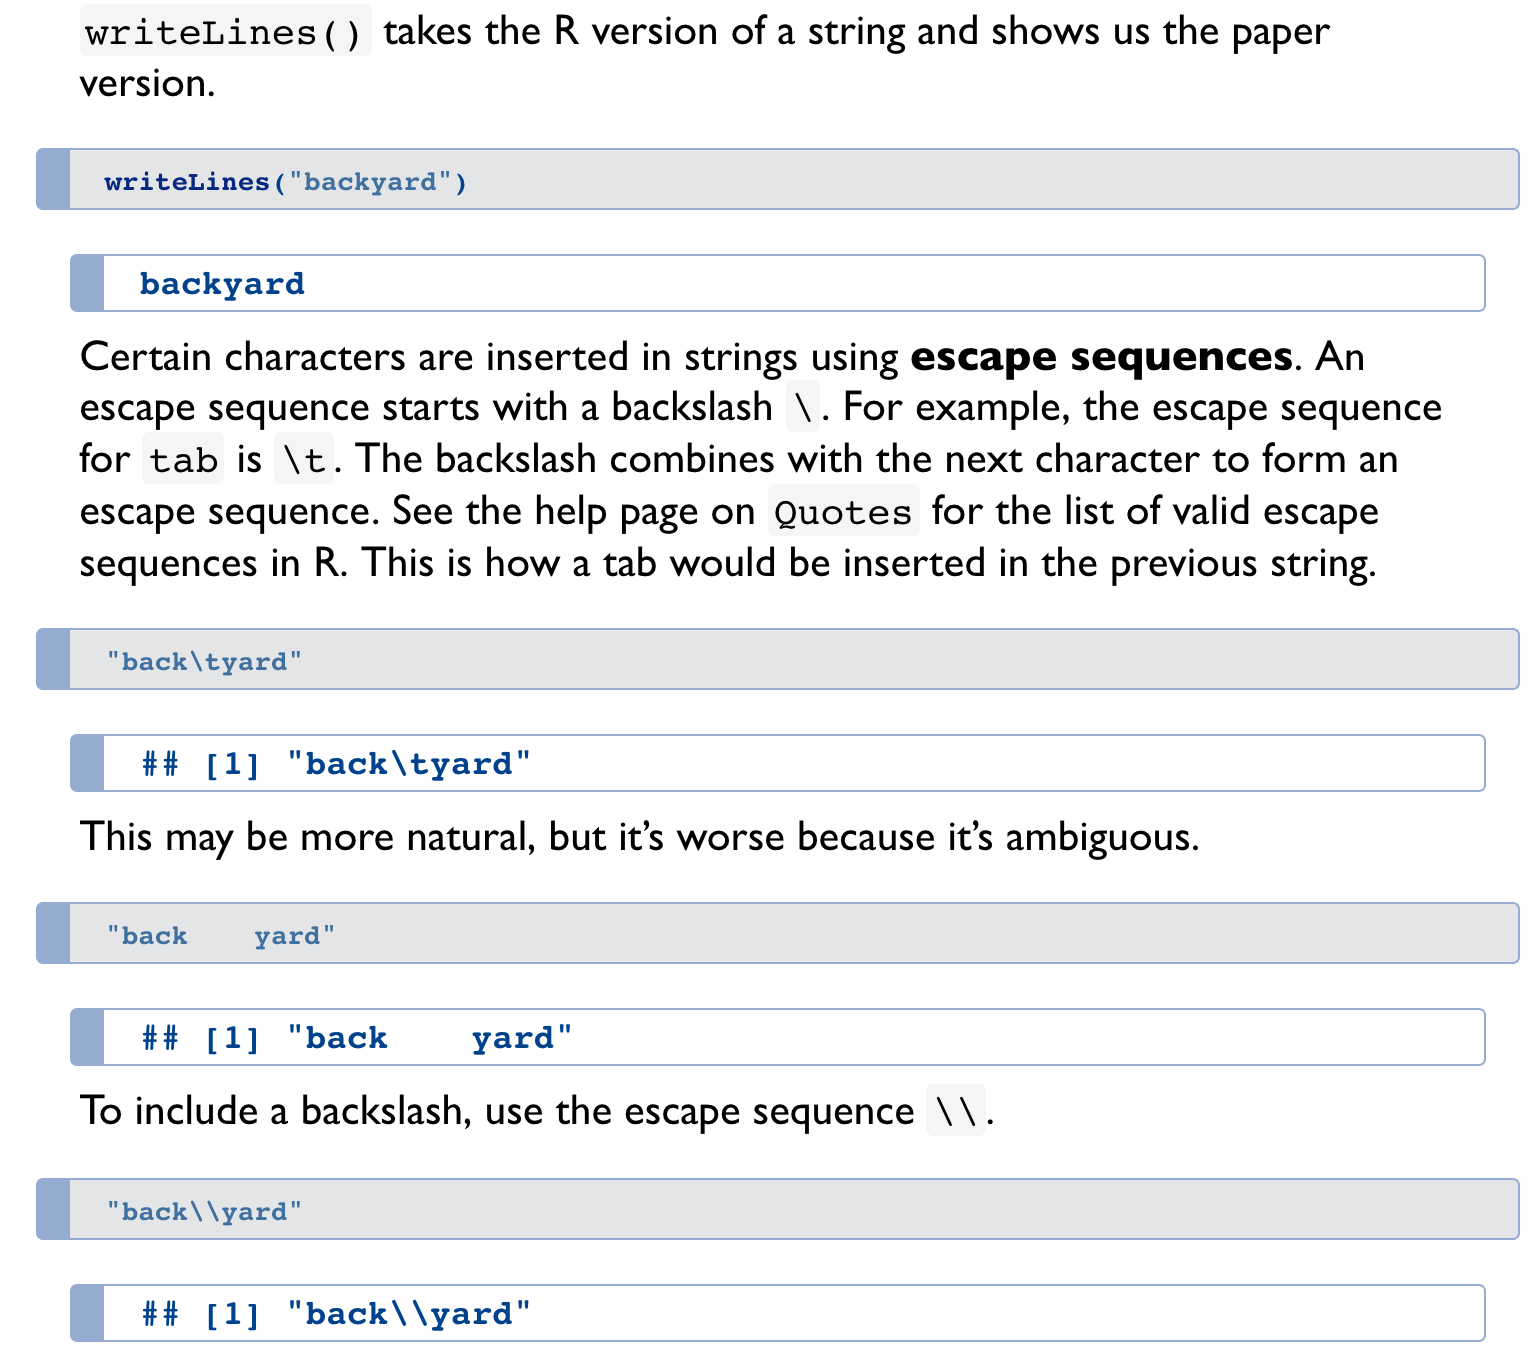 writeLines() takes the R version of a string and shows us the paper
version.
writeLines("backyard")
backyard
Certain characters are inserted in strings using escape sequences. An
escape sequence starts with a backslash \. For example, the escape sequence
for tab is \t. The backslash combines with the next character to form an
escape sequence. See the help page on Quotes for the list of valid escape
sequences in R. This is how a tab would be inserted in the previous string.
"back\tyard"
## [1] "back\tyard"
This may be more natural, but it’s worse because it’s ambiguous.
"back    yard"
## [1] "back    yard"
To include a backslash, use the escape sequence \\.
"back\\yard"
## [1] "back\\yard"